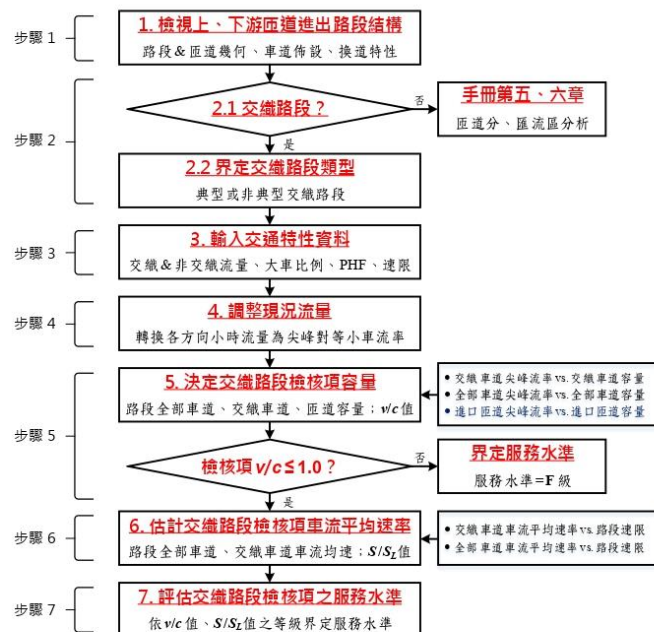 步驟 1
1. 檢視上、下游匝道進出路段結構
路段&匝道幾何、車道佈設、換道特性
步驟 2
2.1 交織路段？
否
手冊第五、六章
匝道分、匯流區分析
是
2.2 界定交織路段類型
典型或非典型交織路段
步驟 3
3. 輸入交通特性資料
交織&非交織流量、大車比例、PHF、速限
步驟 4
4. 調整現況流量
轉換各方向小時流量為尖峰對等小車流率
步驟 5
5. 決定交織路段檢核項容量
路段全部車道、交織車道、匝道容量；v/c 值
• 交織車道尖峰流率vs.交織車道容量
• 全部車道尖峰流率vs.全部車道容量
• 進口匝道尖峰流率vs.進口匝道容量
檢核項 v/c ≤ 1.0？
否
界定服務水準
服務水準=F 級
是
步驟 6
6. 估計交織路段檢核項車流平均速率
路段全部車道、交織車道車流均速；S/SL值
• 交織車道車流平均速率vs.路段速限
• 全部車道車流平均速率vs.路段速限
步驟 7
7. 評估交織路段檢核項之服務水準
依v/c 值、S/SL值之等級界定服務水準